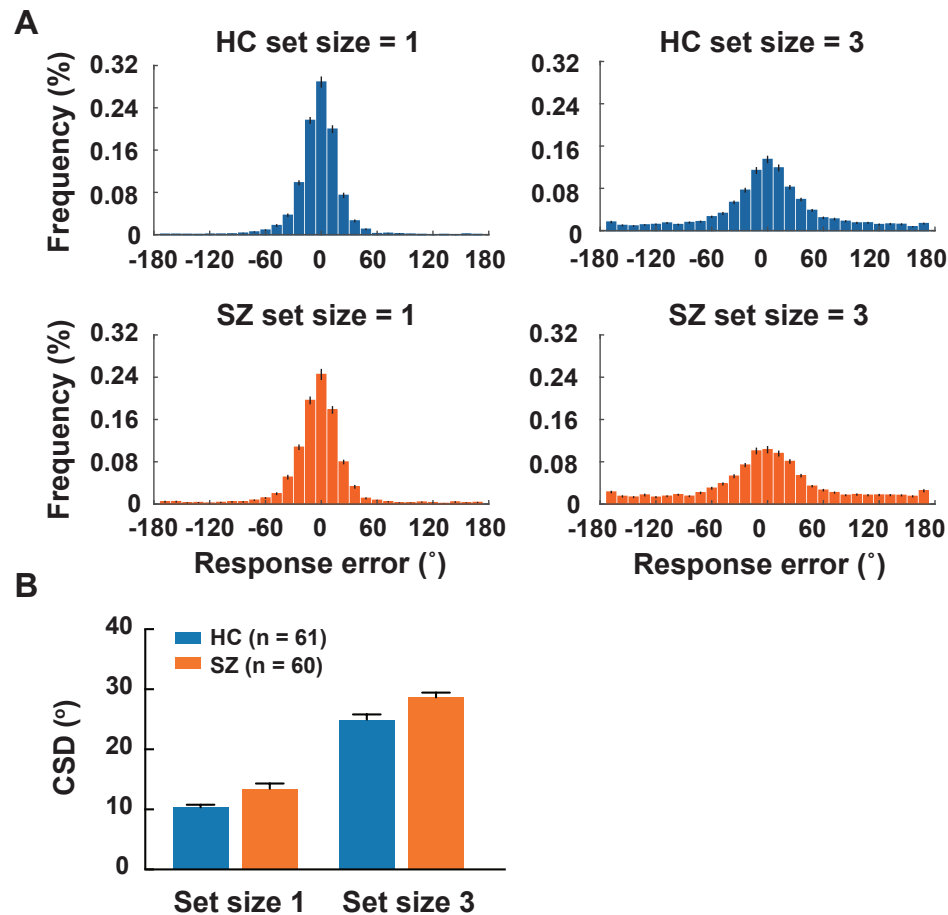 A
HC set size = 1
Frequency (%)
0.32
0.24
0.16
0.08
0
-180 -120 -60 0 60 120 180
HC set size = 3
0.32
0.24
0.16
0.08
0
-180 -120 -60 0 60 120 180
SZ set size = 1
Frequency (%)
0.32
0.24
0.16
0.08
0
-180 -120 -60 0 60 120 180
Response error (˚)
SZ set size = 3
0.32
0.24
0.16
0.08
0
-180 -120 -60 0 60 120 180
Response error (˚)
B
CSD (º)
40
30
20
10
0
HC (n = 61)
SZ (n = 60)
Set size 1 Set size 3